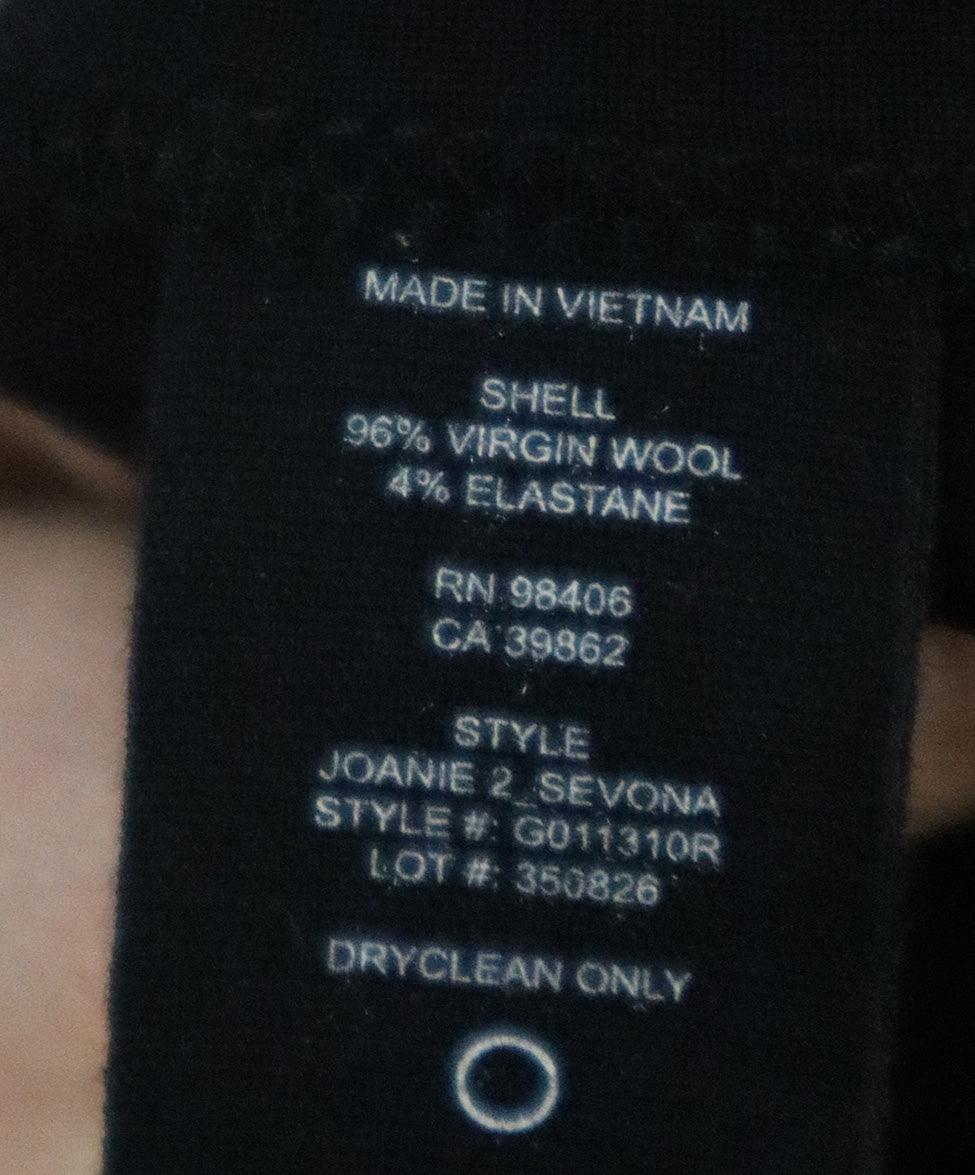 MADE IN VIETNAM
SHELL
96% VIRGIN WOOL
4% ELASTANE
RN 98406
CA 39862
STYLE
JOANIE 2_SEVONA
STYLE #: G011310R
LOT #: 350826
DRYCLEAN ONLY